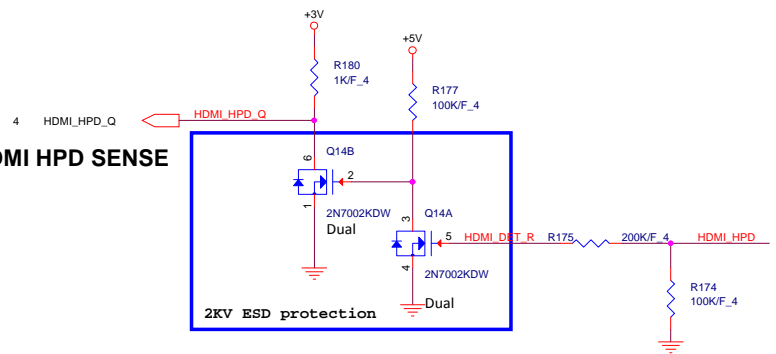 +3V
+5V
R180
1K/F_4
R177
100K/F_4
4 HDMI_HPD_Q
HDMI_HPD_Q
DMI HPD SENSE
6
Q14B
2
1
2N7002KDW
Dual
3
Q14A
5
HDMI_DET_R
R175
200K/F_4
HDMI_HPD
4
2N7002KDW
Dual
R174
100K/F_4
2KV ESD protection